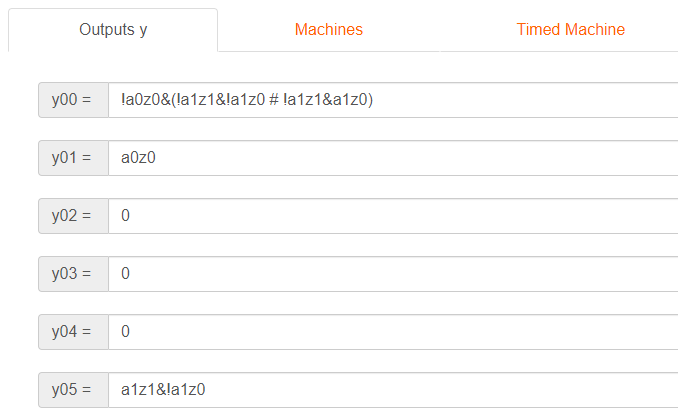 Outputs y Machines Timed Machine
y00 = !a0z0&(!a1z1&!a1z0 # !a1z1&a1z0)
y01 = a0z0
y02 = 0
y03 = 0
y04 = 0
y05 = a1z1&!a1z0